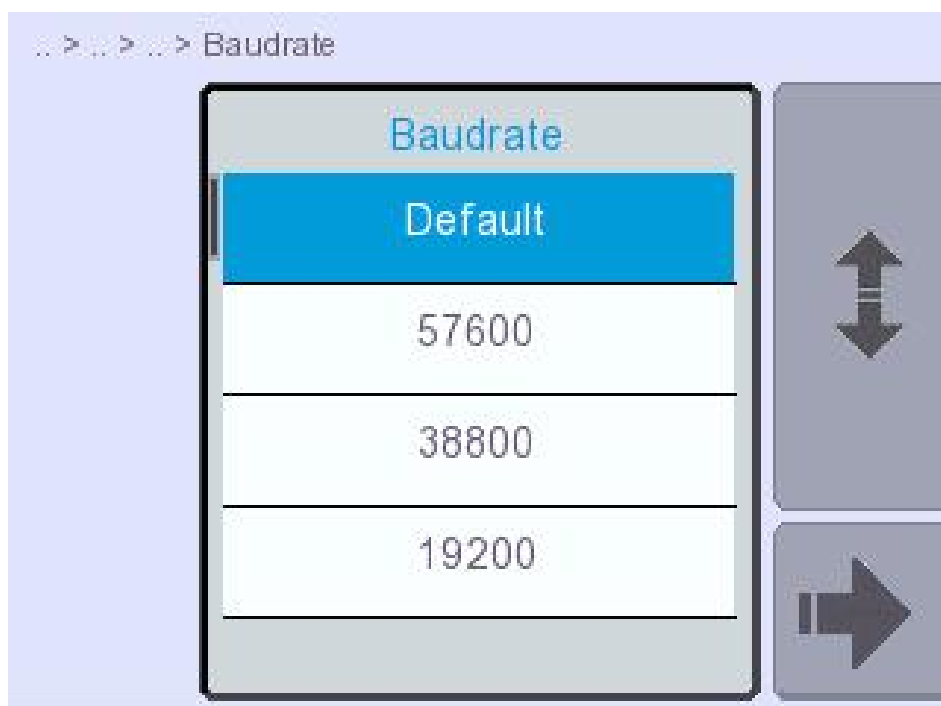 .. > .. > .. > Baudrate
Baudrate
Default
57600
38800
19200